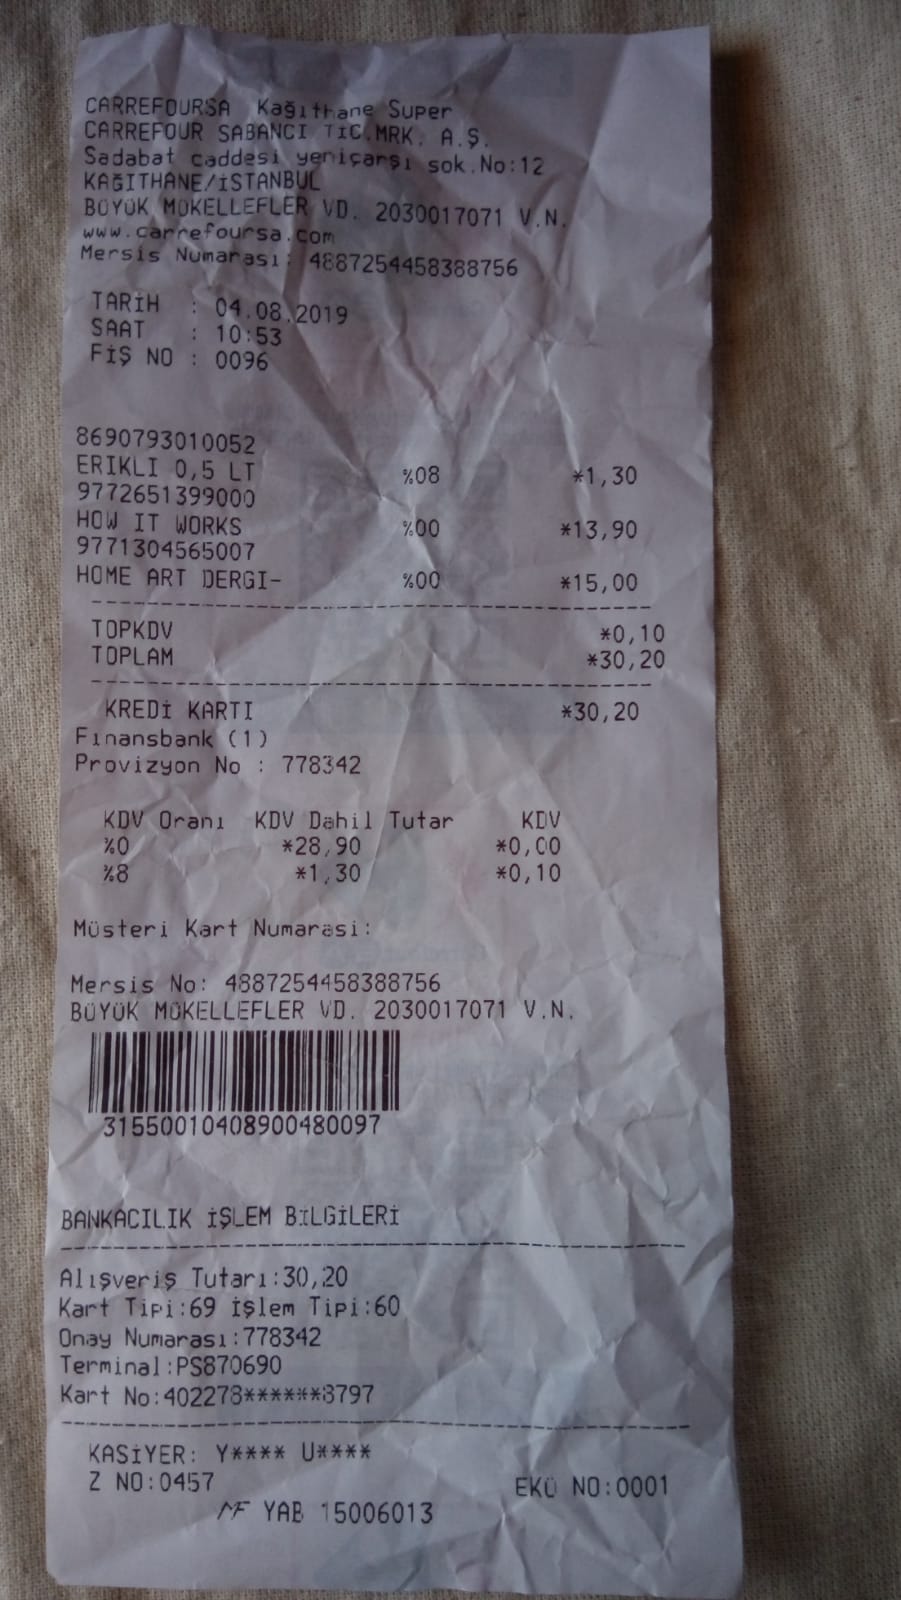 CARREFOURSA Kağıthane Super
CARREFOUR SABANCI TIC.MRK. A.Ş.
Sadabat caddesi yeniçarşı sok.No:12
KAĞITHANE/İSTANBUL
BÜYÜK MÜKELLEFLER VD. 2030017071 V.N.
www.carrefoursa.com
Mersis Numarası: 4887254458388756
TARİH : 04.08.2019
SAAT : 10:53
FİŞ NO : 0096
8690793010052
ERIKLI 0,5 LT %08 *1,30
9772651399000
HOW IT WORKS %00 *13,90
9771304565007
HOME ART DERGI- %00 *15,00
TOPKDV *0,10
TOPLAM *30,20
KREDİ KARTI *30,20
Finansbank (1)
Provizyon No : 778342
KDV Oranı KDV Dahil Tutar KDV
%0 *28,90 *0,00
%8 *1,30 *0,10
Müsteri Kart Numarasi:
Mersis No: 4887254458388756
BÜYÜK MÜKELLEFLER VD. 2030017071 V.N.
31550010408900480097
BANKACILIK İŞLEM BİLGİLERİ
Alışveriş Tutarı:30,20
Kart Tipi:69 İşlem Tipi:60
Onay Numarası:778342
Terminal:PS870690
Kart No:402278******8797
KASİYER: Y**** U****
Z NO:0457 EKÜ NO:0001
MF YAB 15006013